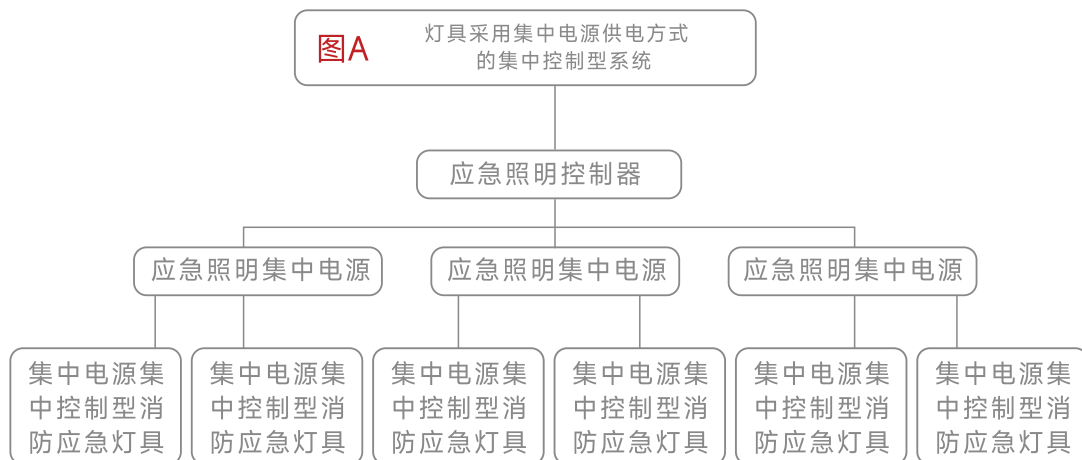 图A
灯具采用集中电源供电方式
的集中控制型系统
应急照明控制器
应急照明集中电源
应急照明集中电源
应急照明集中电源
集中电源集
中控制型消
防应急灯具
集中电源集
中控制型消
防应急灯具
集中电源集
中控制型消
防应急灯具
集中电源集
中控制型消
防应急灯具
集中电源集
中控制型消
防应急灯具
集中电源集
中控制型消
防应急灯具